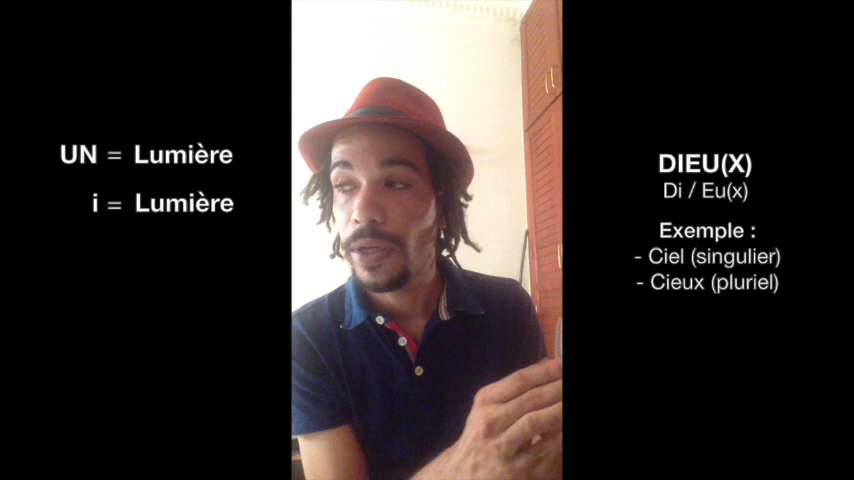 UN = Lumière
i = Lumière
DIEU(X)
Di / Eu(x)
Exemple :
- Ciel (singulier)
- Cieux (pluriel)